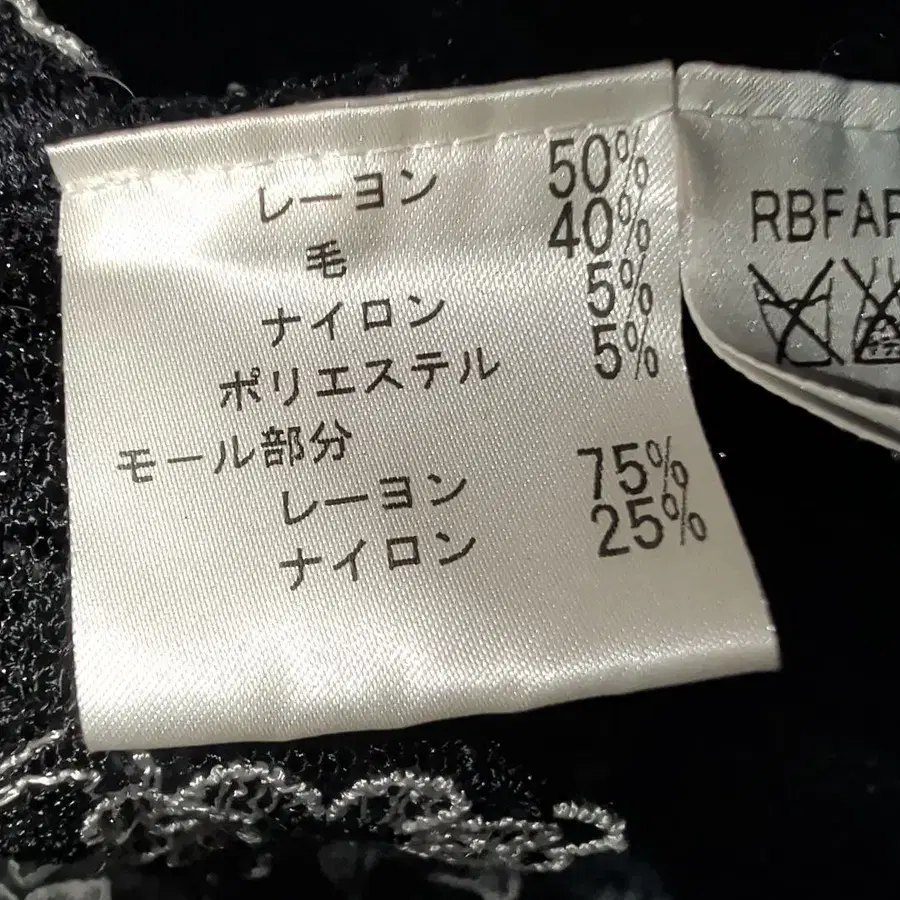 レーヨン 50%
毛 40%
ナイロン 5%
ポリエステル 5%
モール部分
レーヨン 75%
ナイロン 25%